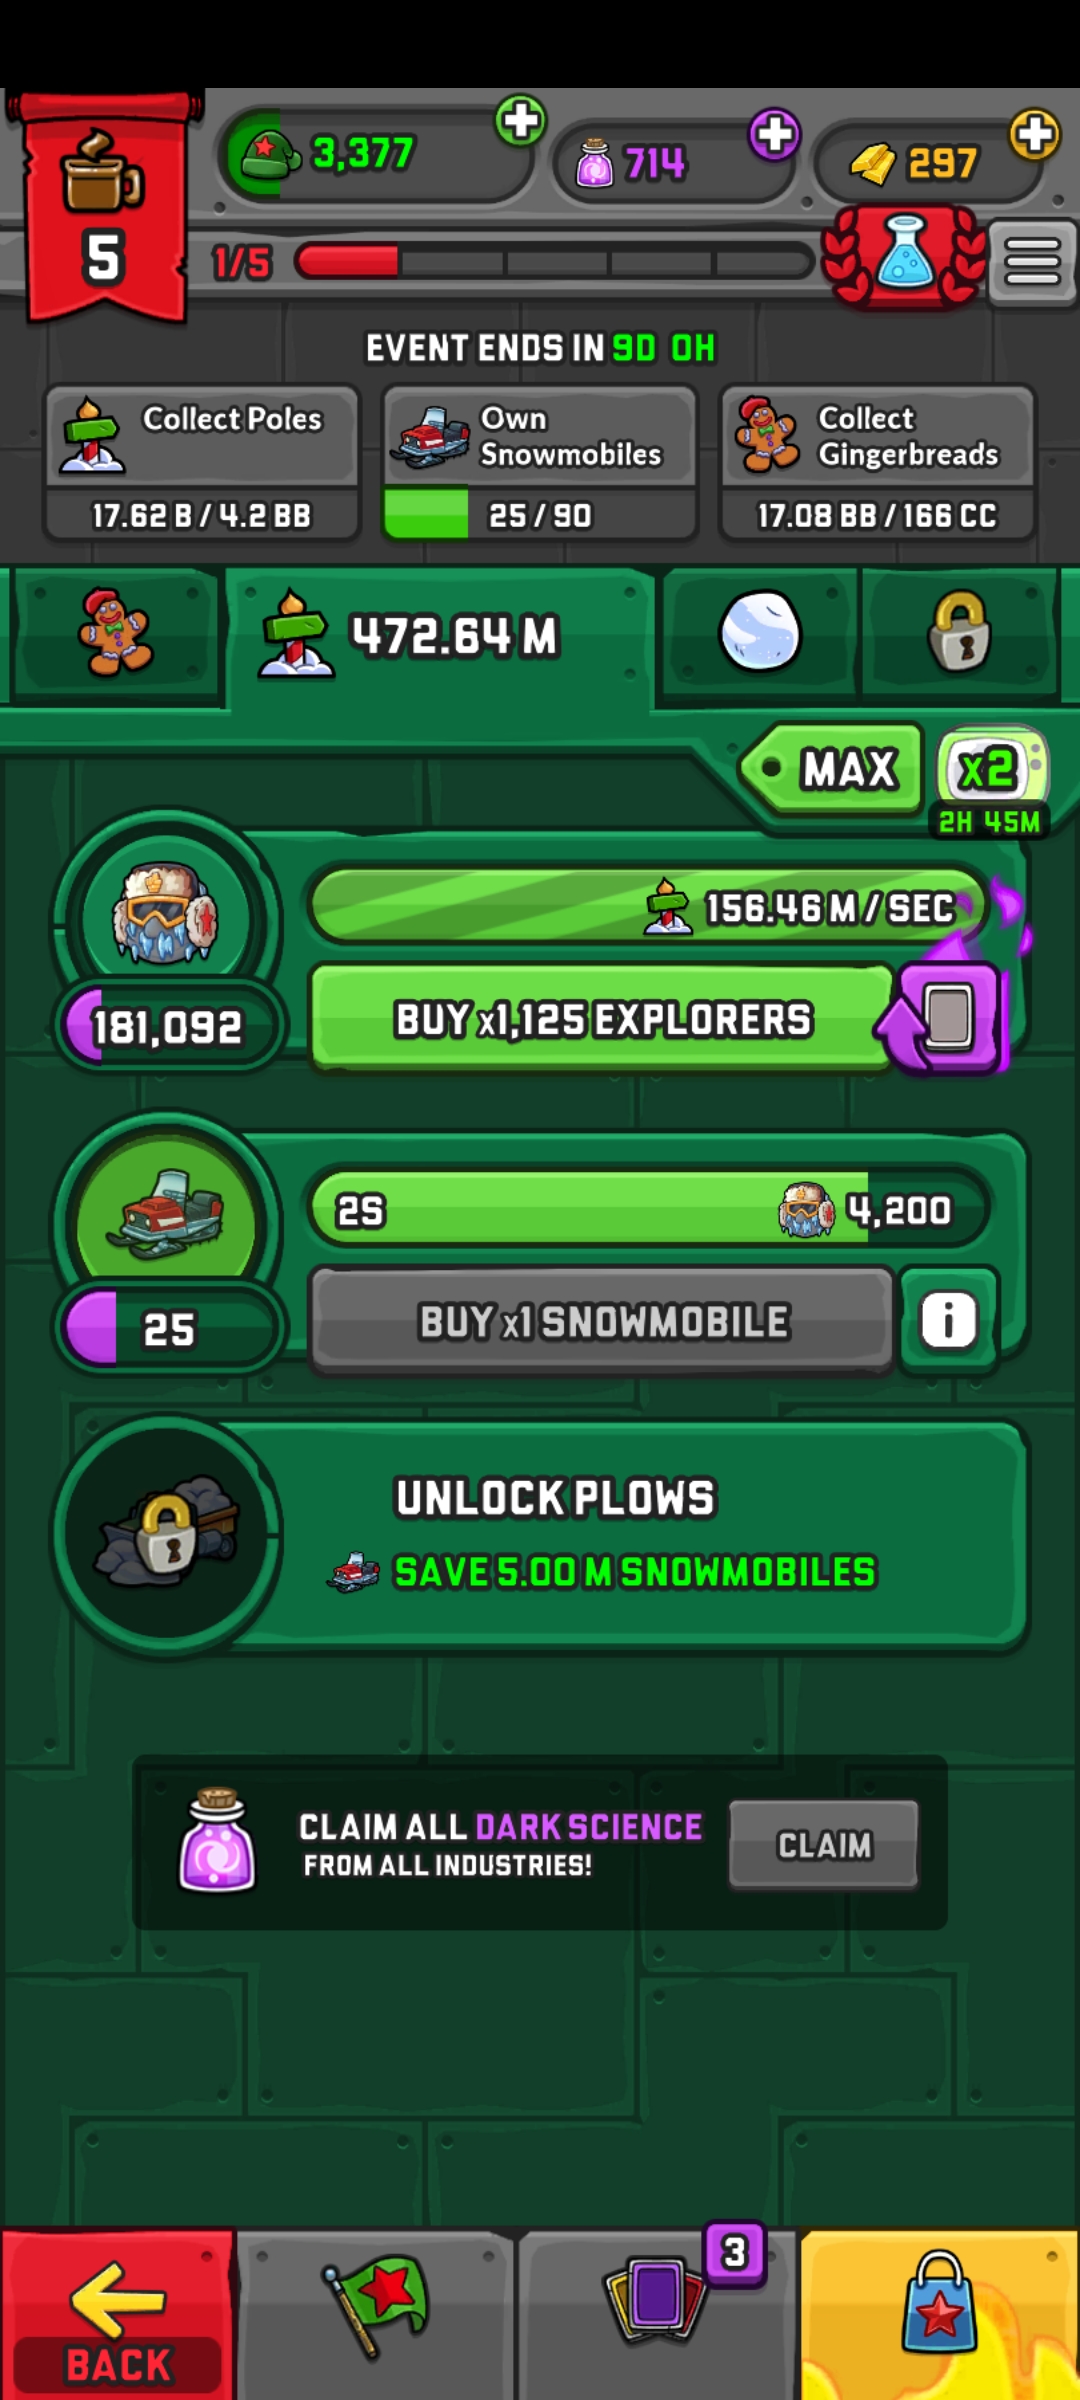 3,377
714
297
5
1/5
EVENT ENDS IN 9D 0H
Collect Poles
17.62 B / 4.2 BB
Own
Snowmobiles
25 / 90
Collect
Gingerbreads
17.08 BB / 166 CC
472.64 M
MAX
x2
2H 45M
156.46 M / SEC
181,092
BUY x1,125 EXPLORERS
2S
4,200
25
BUY x1 SNOWMOBILE
i
UNLOCK PLOWS
SAVE 5.00 M SNOWMOBILES
CLAIM ALL DARK SCIENCE
FROM ALL INDUSTRIES!
CLAIM
3
BACK